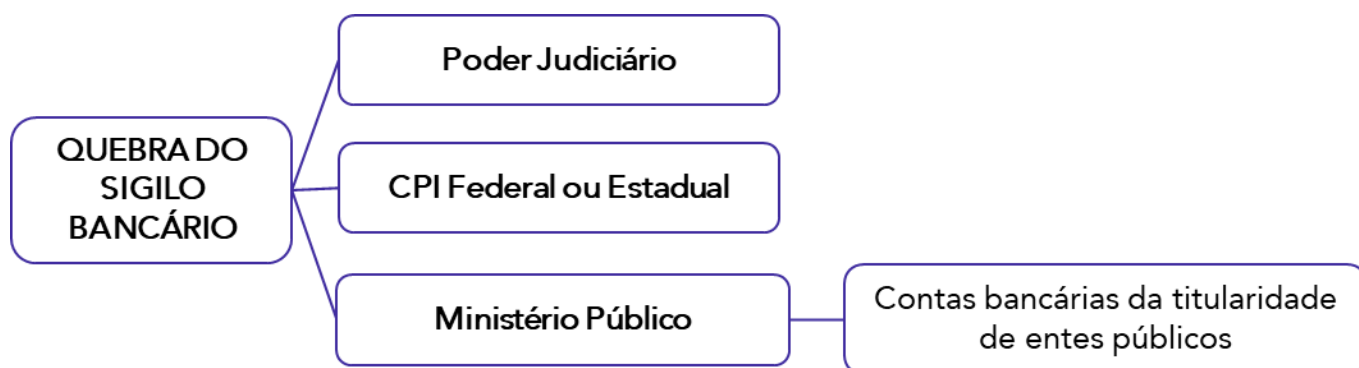 QUEBRA DO
SIGILO
BANCÁRIO
Poder Judiciário
CPI Federal ou Estadual
Ministério Público
Contas bancárias da titularidade
de entes públicos